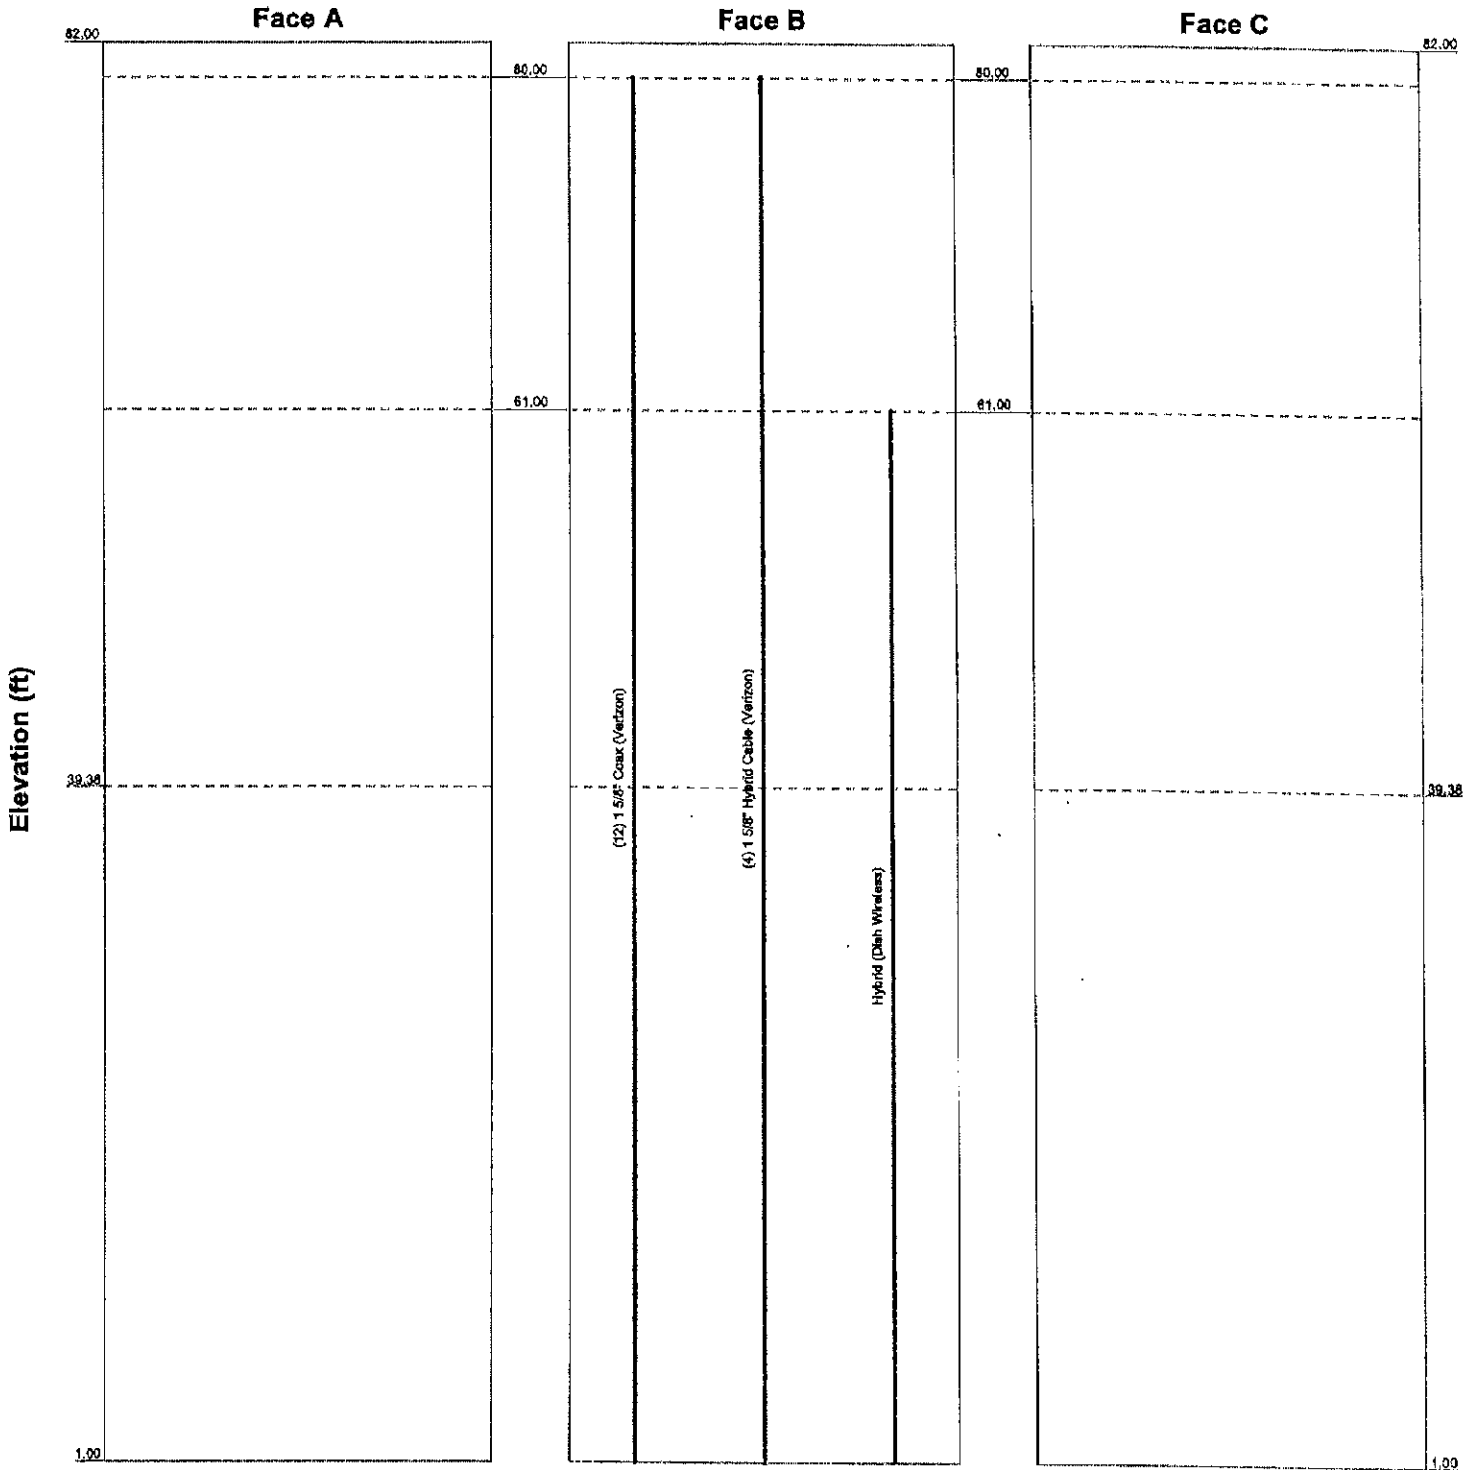 Face A
Face B
Face C
82.00
82.00
80.00
80.00
61.00
61.00
Elevation (ft)
(12) 1 5/8" Coax (Verizon)
(4) 1 5/8" Hybrid Cable (Verizon)
Hybrid (Dish Wireless)
39.38
39.38
1.00
1.00